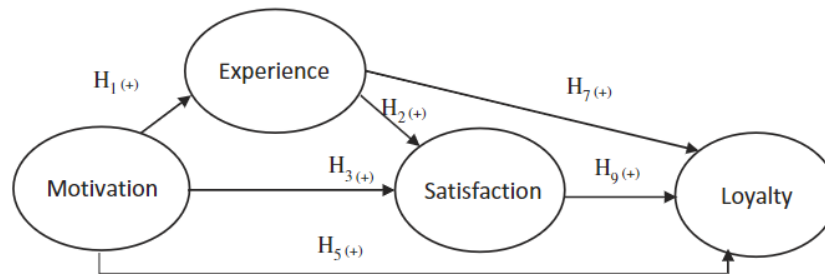 Experience
H1 (+)
H7 (+)
H2 (+)
Motivation
H3 (+)
Satisfaction
H9 (+)
Loyalty
H5 (+)